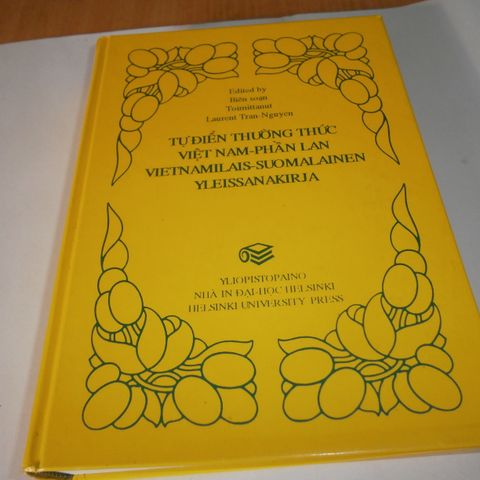 Edited by
Biên soạn
Toimittanut
Laurent Tran-Nguyen
TỰ ĐIỂN THƯỜNG THỨC
VIỆT NAM-PHẦN LAN
VIETNAMILAIS-SUOMALAINEN
YLEISSANAKIRJA
YLIOPISTOPAINO
NHÀ IN ĐẠI-HỌC HELSINKI
HELSINKI UNIVERSITY PRESS